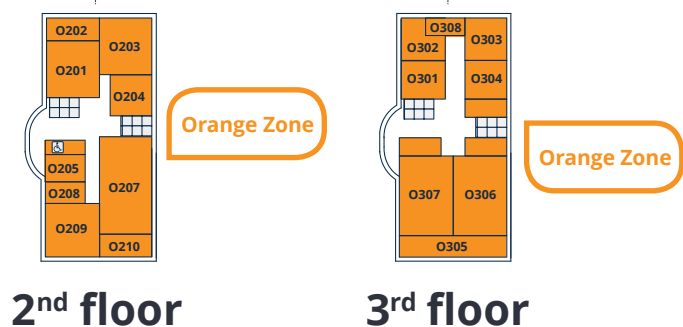 O202
O203
O201
O204
O205
O208
O207
O209
O210
Orange Zone
2nd floor
O308
O302
O303
O301
O304
O307
O306
O305
Orange Zone
3rd floor